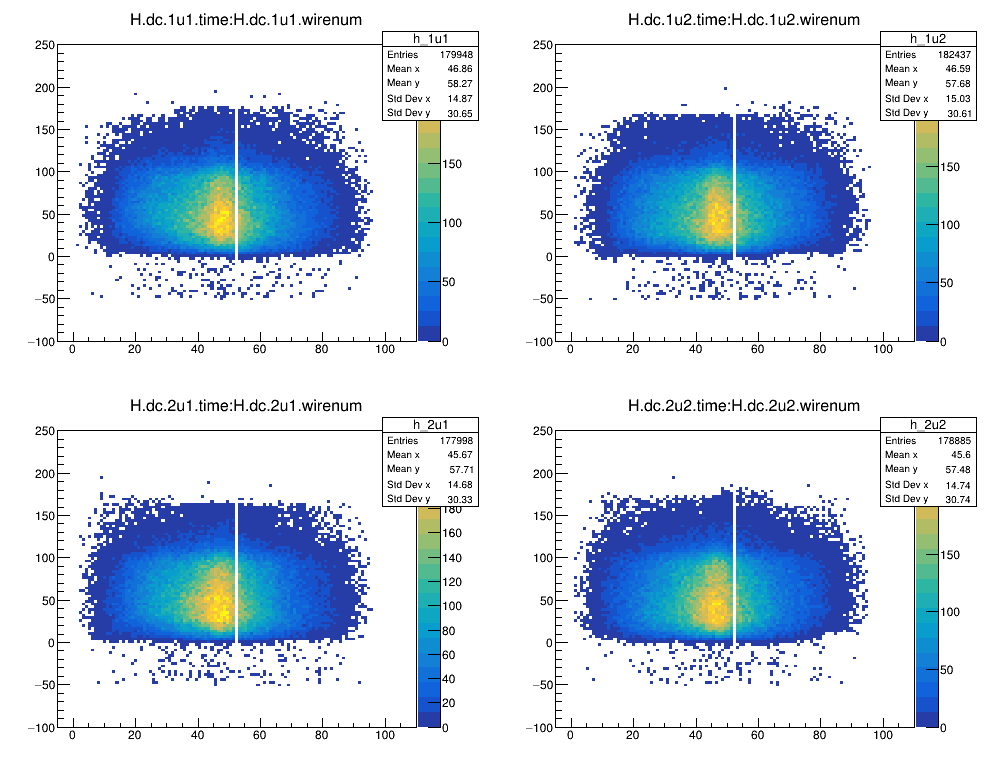 H.dc.1u1.time:H.dc.1u1.wirenum
h_1u1
Entries 179948
Mean x 46.86
Mean y 58.27
Std Dev x 14.87
Std Dev y 30.65
250
200
150
100
50
0
−50
−100
0 20 40 60 80 100
150
100
50
0
H.dc.1u2.time:H.dc.1u2.wirenum
h_1u2
Entries 182437
Mean x 46.59
Mean y 57.68
Std Dev x 15.03
Std Dev y 30.61
250
200
150
100
50
0
−50
−100
0 20 40 60 80 100
150
100
50
0
H.dc.2u1.time:H.dc.2u1.wirenum
h_2u1
Entries 177998
Mean x 45.67
Mean y 57.71
Std Dev x 14.68
Std Dev y 30.33
250
200
150
100
50
0
−50
−100
0 20 40 60 80 100
180
160
140
120
100
80
60
40
20
0
H.dc.2u2.time:H.dc.2u2.wirenum
h_2u2
Entries 178885
Mean x 45.6
Mean y 57.48
Std Dev x 14.74
Std Dev y 30.74
250
200
150
100
50
0
−50
−100
0 20 40 60 80 100
150
100
50
0